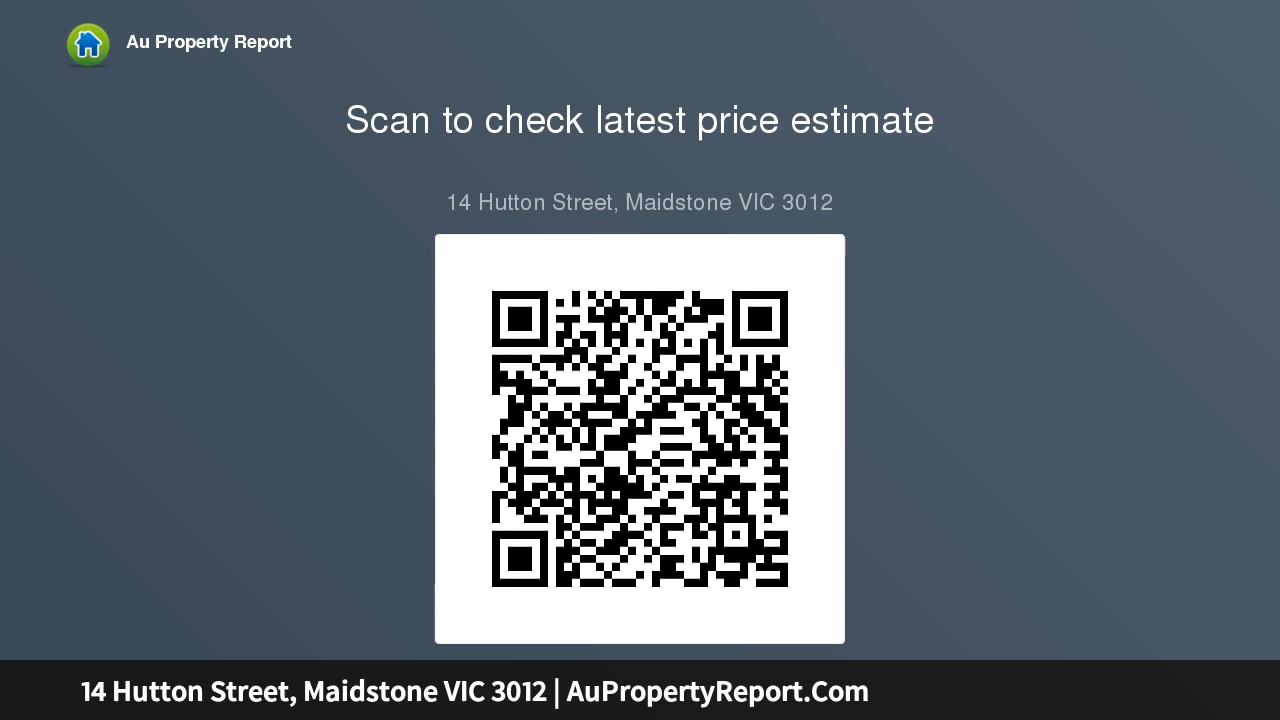 Au Property Report
Scan to check latest price estimate
14 Hutton Street, Maidstone VIC 3012
14 Hutton Street, Maidstone VIC 3012 | AuPropertyReport.Com